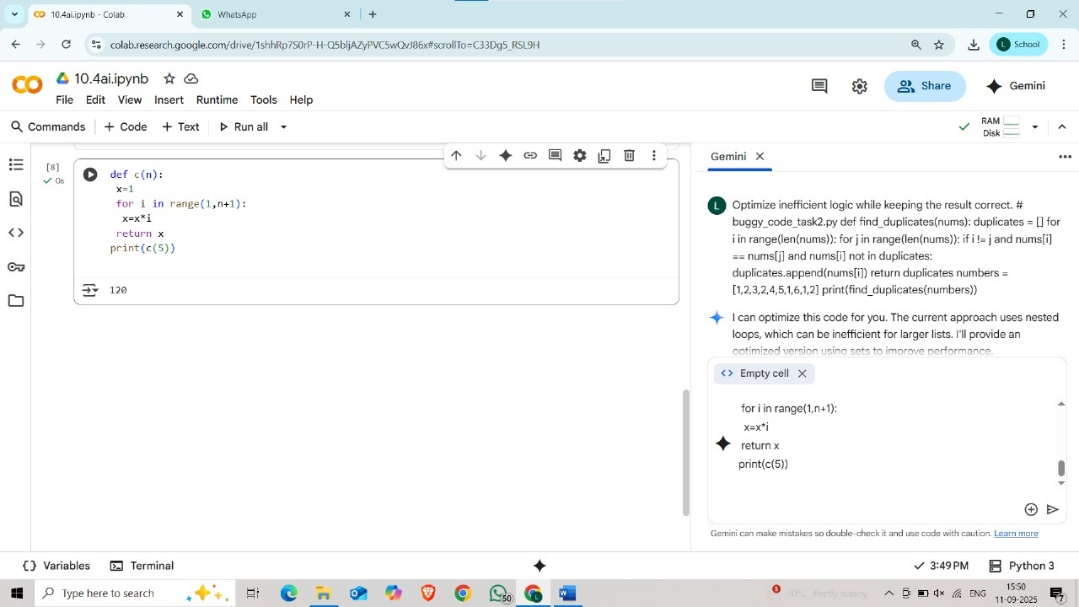 10.4ai.ipynb - Colab
WhatsApp
colab.research.google.com/drive/1shhRp7S0rP-H-Q5bljAZyPVC5wQvJ86x#scrollTo=C33Dg5_RSL9H
School
10.4ai.ipynb
File Edit View Insert Runtime Tools Help
Share
Gemini
Commands + Code + Text Run all
RAM
Disk
[8]
0s
def c(n):
x=1
for i in range(1,n+1):
x=x*i
return x
print(c(5))
120
Gemini
L
Optimize inefficient logic while keeping the result correct. #
buggy_code_task2.py def find_duplicates(nums): duplicates = [] for
i in range(len(nums)): for j in range(len(nums)): if i != j and nums[i]
== nums[j] and nums[i] not in duplicates:
duplicates.append(nums[i]) return duplicates numbers =
[1,2,3,2,4,5,1,6,1,2] print(find_duplicates(numbers))
I can optimize this code for you. The current approach uses nested
loops, which can be inefficient for larger lists. I'll provide an
optimized version using sets to improve performance.
Empty cell
for i in range(1,n+1):
x=x*i
return x
print(c(5))
Gemini can make mistakes so double-check it and use code with caution. Learn more
Variables Terminal
3:49 PM Python 3
Type here to search
50
Partly sunny
ENG
15:50
11-09-2025
7